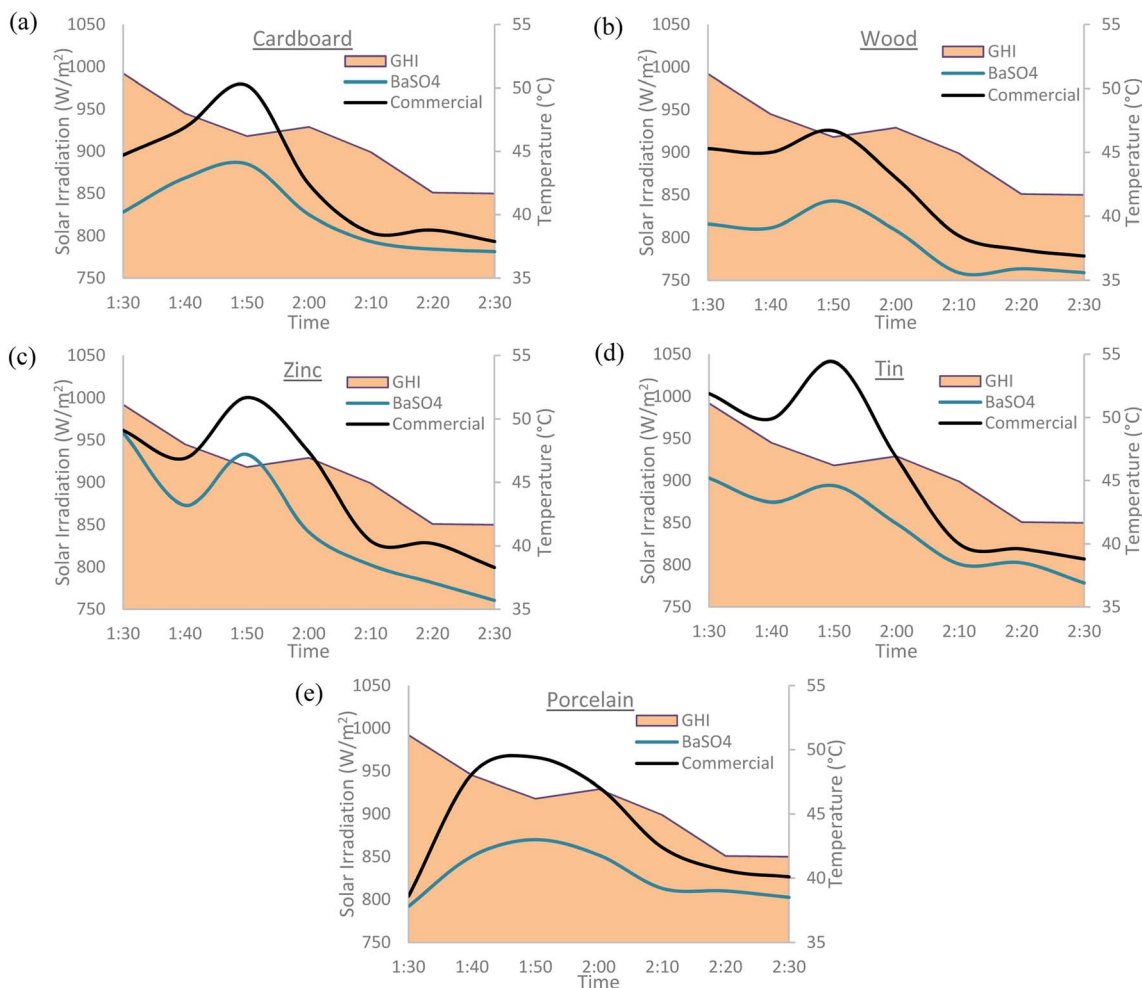 (a)
Cardboard
GHI
BaSO4
Commercial
Solar Irradiation (W/m²)
Temperature (°C)
1050
1000
950
900
850
800
750
55
50
45
40
35
1:30 1:40 1:50 2:00 2:10 2:20 2:30
Time
(b)
Wood
GHI
BaSO4
Commercial
Solar Irradiation (W/m²)
Temperature (°C)
1050
1000
950
900
850
800
750
55
50
45
40
35
1:30 1:40 1:50 2:00 2:10 2:20 2:30
Time
(c)
Zinc
GHI
BaSO4
Commercial
Solar Irradiation (W/m²)
Temperature (°C)
1050
1000
950
900
850
800
750
55
50
45
40
35
1:30 1:40 1:50 2:00 2:10 2:20 2:30
Time
(d)
Tin
GHI
BaSO4
Commercial
Solar Irradiation (W/m²)
Temperature (°C)
1050
1000
950
900
850
800
750
55
50
45
40
35
1:30 1:40 1:50 2:00 2:10 2:20 2:30
Time
(e)
Porcelain
GHI
BaSO4
Commercial
Solar Irradiation (W/m²)
Temperature (°C)
1050
1000
950
900
850
800
750
55
50
45
40
35
1:30 1:40 1:50 2:00 2:10 2:20 2:30
Time